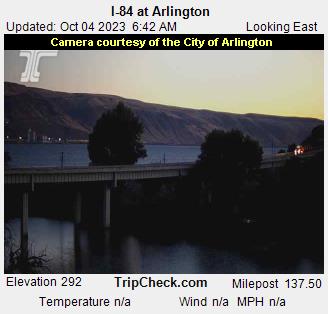 I-84 at Arlington
Updated: Oct 04 2023 6:42 AM Looking East
Camera courtesy of the City of Arlington
Elevation 292 TripCheck.com Milepost 137.50
Temperature n/a Wind n/a MPH n/a